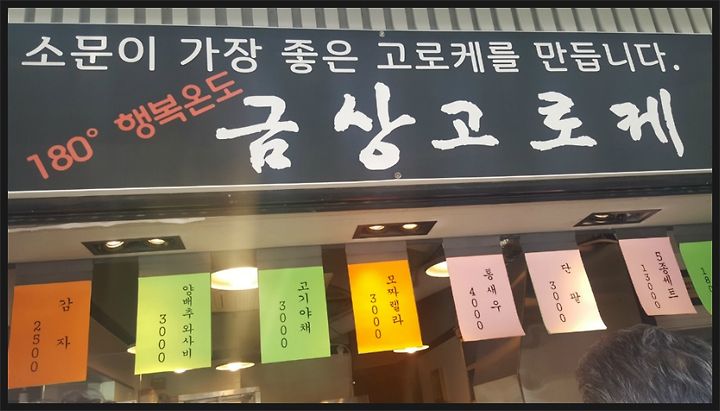 소문이 가장 좋은 고로케를 만듭니다.
180° 행복온도
금상고로케
감자
2500
양배추와사비
3000
고기야채
3000
모짜렐라
3000
통새우
4000
단팥
3000
5종세트
13000